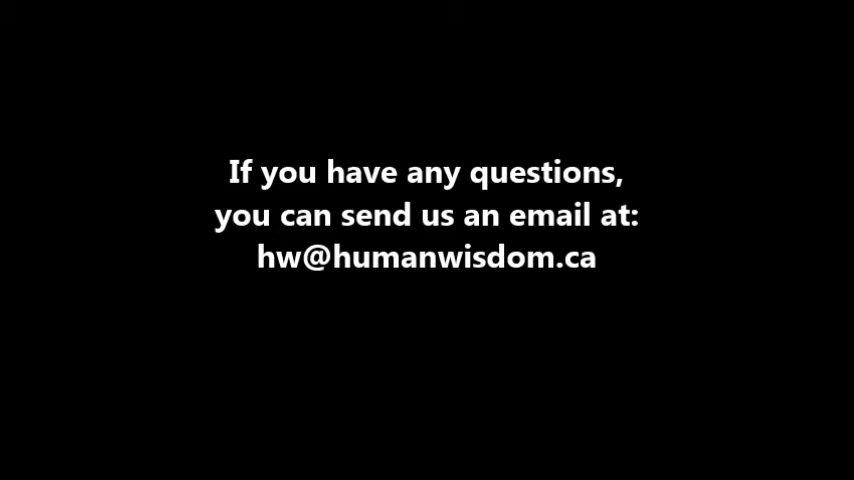 If you have any questions,
you can send us an email at:
hw@humanwisdom.ca